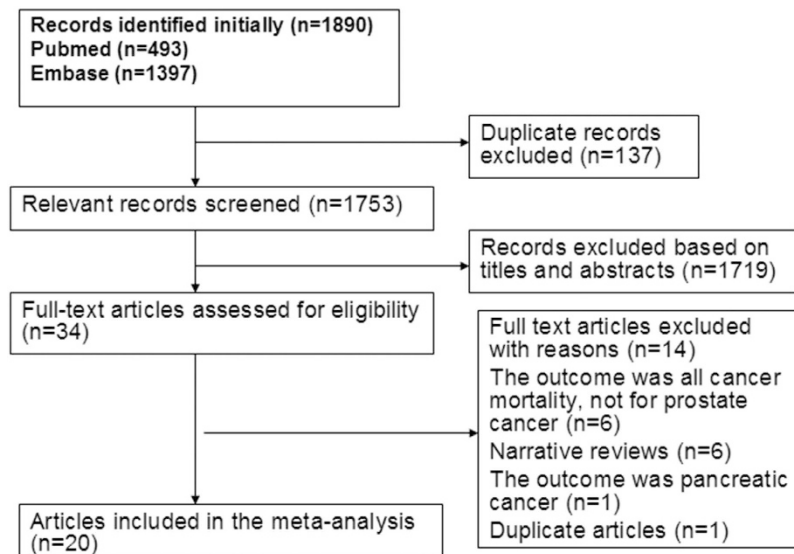 Records identified initially (n=1890)
Pubmed (n=493)
Embase (n=1397)
Duplicate records
excluded (n=137)
Relevant records screened (n=1753)
Records excluded based on
titles and abstracts (n=1719)
Full-text articles assessed for eligibility
(n=34)
Full text articles excluded
with reasons (n=14)
The outcome was all cancer
mortality, not for prostate
cancer (n=6)
Narrative reviews (n=6)
The outcome was pancreatic
cancer (n=1)
Duplicate articles (n=1)
Articles included in the meta-analysis
(n=20)